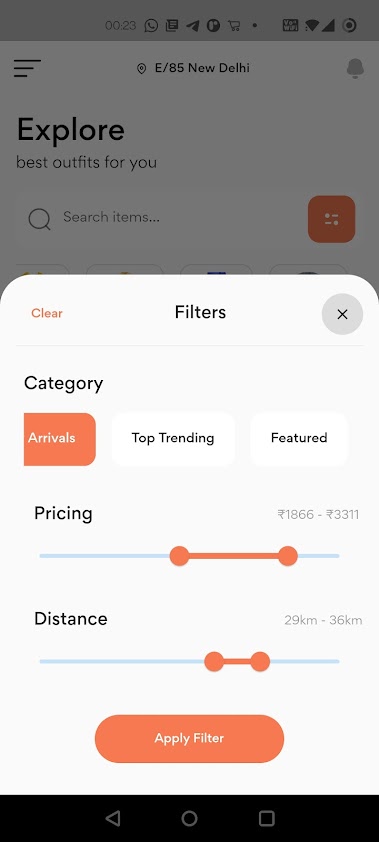 00:23
E/85 New Delhi
Explore
best outfits for you
Search items...
Clear
Filters
Category
Arrivals
Top Trending
Featured
Pricing
₹1866 - ₹3311
Distance
29km - 36km
Apply Filter